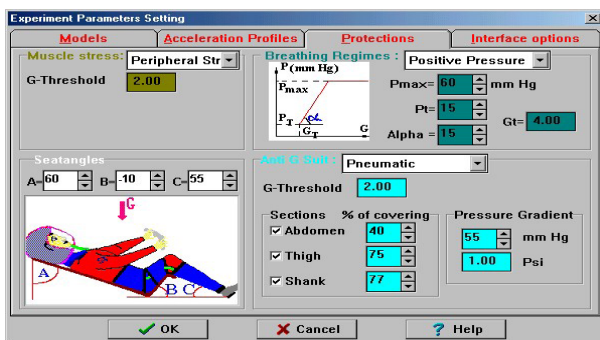 Experiment Parameters Setting
Models
Acceleration Profiles
Protections
Interface options
Muscle stress: Peripheral Str
G-Threshold 2.00
Breathing Regimes : Positive Pressure
P(mm Hg)
Pmax
PT
α
GT
G
Pmax= 60 mm Hg
Pt= 15
Alpha = 15
Gt= 4.00
Seatangles
A= 60 B= -10 C= 55
G
A
B C
Anti G Suit : Pneumatic
G-Threshold 2.00
Sections % of covering
Abdomen 40
Thigh 75
Shank 77
Pressure Gradient
55 mm Hg
1.00 Psi
OK
Cancel
? Help